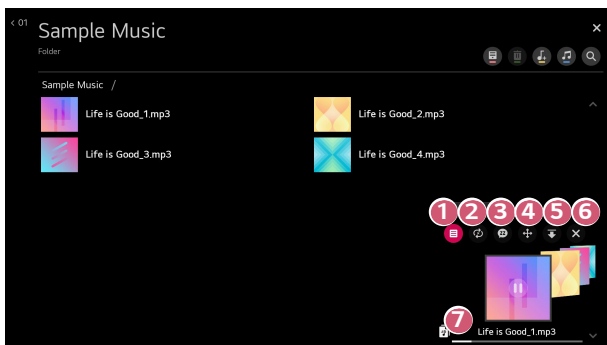 01
Sample Music
Folder
Sample Music /
Life is Good_1.mp3
Life is Good_2.mp3
Life is Good_3.mp3
Life is Good_4.mp3
1 2 3 4 5 6
7
Life is Good_1.mp3